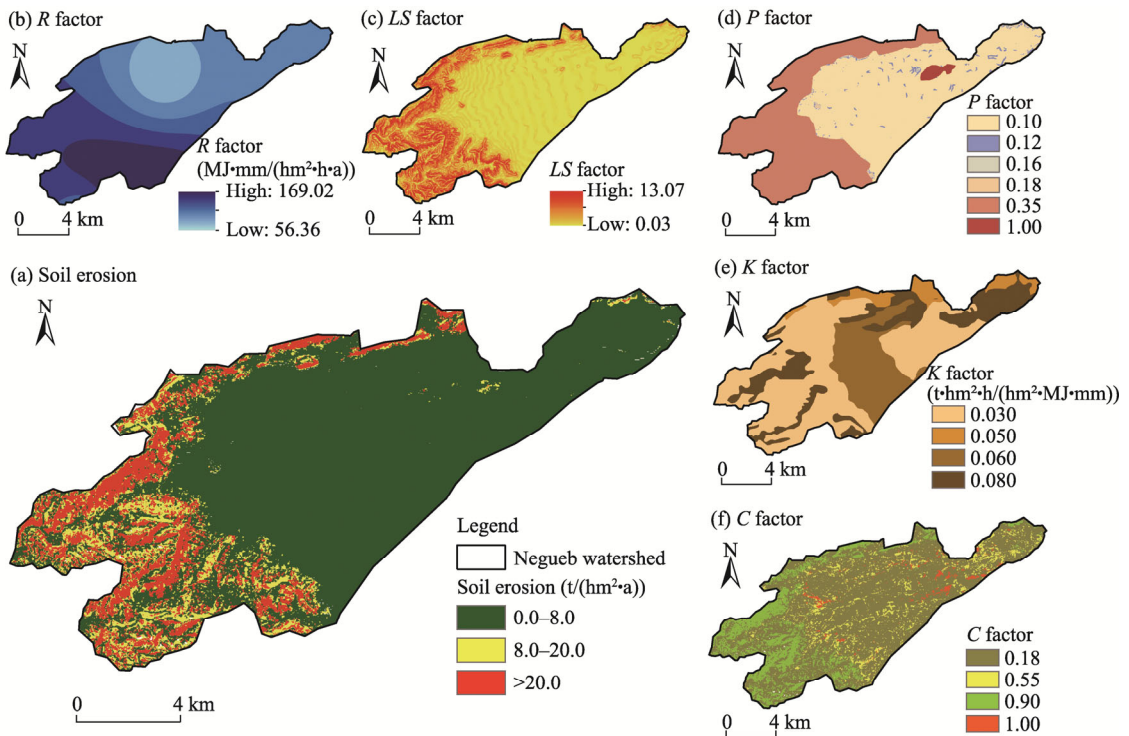 (b) R factor
N
R factor
(MJ•mm/(hm²•h•a))
High: 169.02
Low: 56.36
0 4 km
(c) LS factor
N
LS factor
High: 13.07
Low: 0.03
0 4 km
(d) P factor
N
P factor
0.10
0.12
0.16
0.18
0.35
1.00
0 4 km
(a) Soil erosion
N
Legend
Negueb watershed
Soil erosion (t/(hm²•a))
0.0–8.0
8.0–20.0
>20.0
0 4 km
(e) K factor
N
K factor
(t•hm²•h/(hm²•MJ•mm))
0.030
0.050
0.060
0.080
0 4 km
(f) C factor
N
C factor
0.18
0.55
0.90
1.00
0 4 km